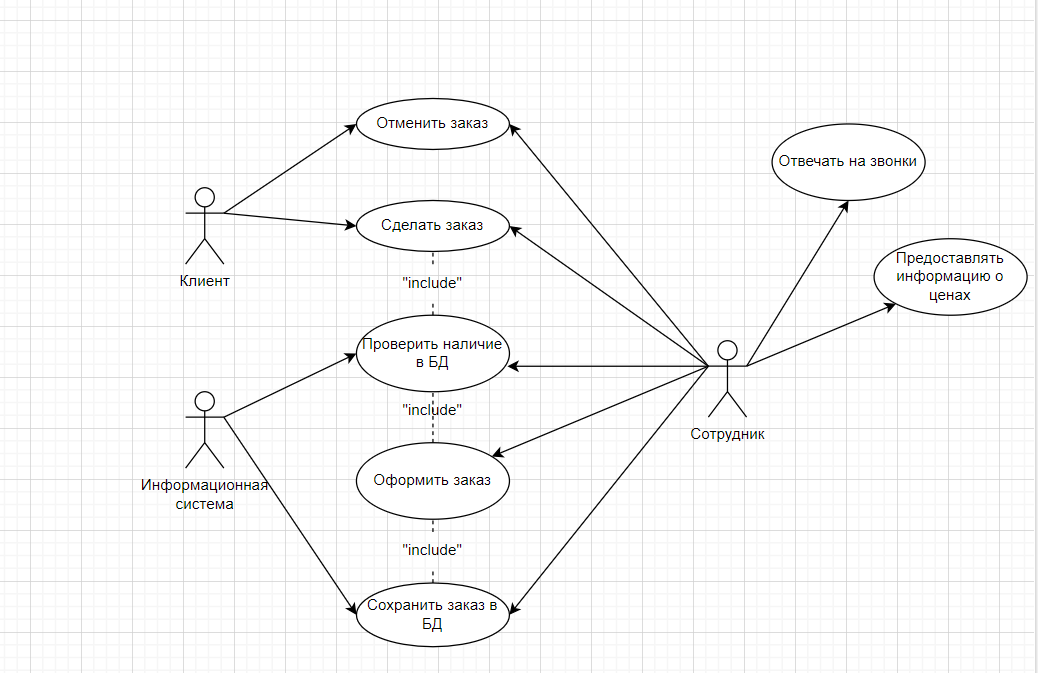 Отменить заказ
Отвечать на звонки
Сделать заказ
Клиент
"include"
Предоставлять
информацию о
ценах
Проверить наличие
в БД
"include"
Сотрудник
Информационная
система
Оформить заказ
"include"
Сохранить заказ в
БД